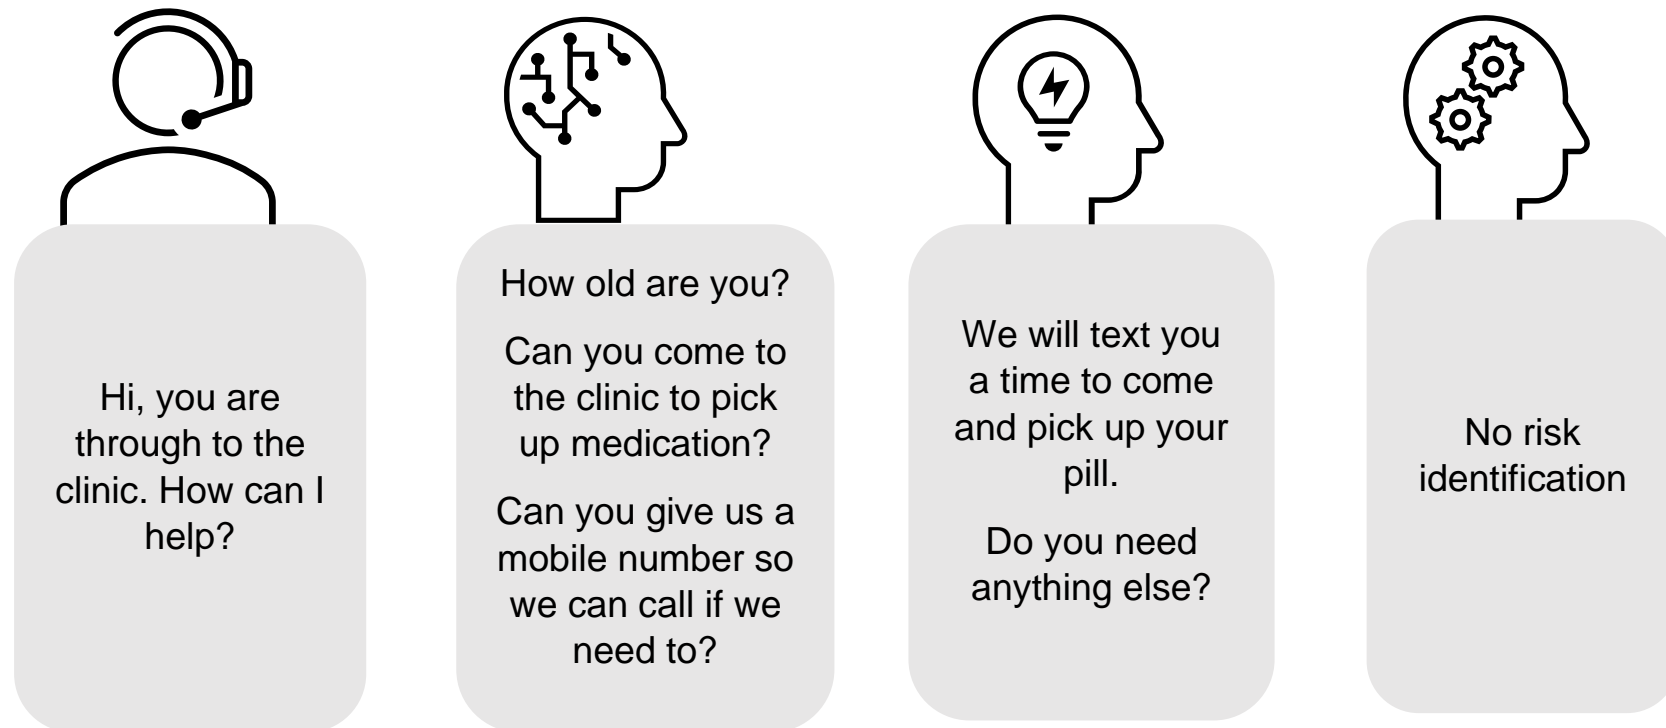 Hi, you are
through to the
clinic. How can I
help?
How old are you?
Can you come to
the clinic to pick
up medication?
Can you give us a
mobile number so
we can call if we
need to?
We will text you
a time to come
and pick up your
pill.
Do you need
anything else?
No risk
identification